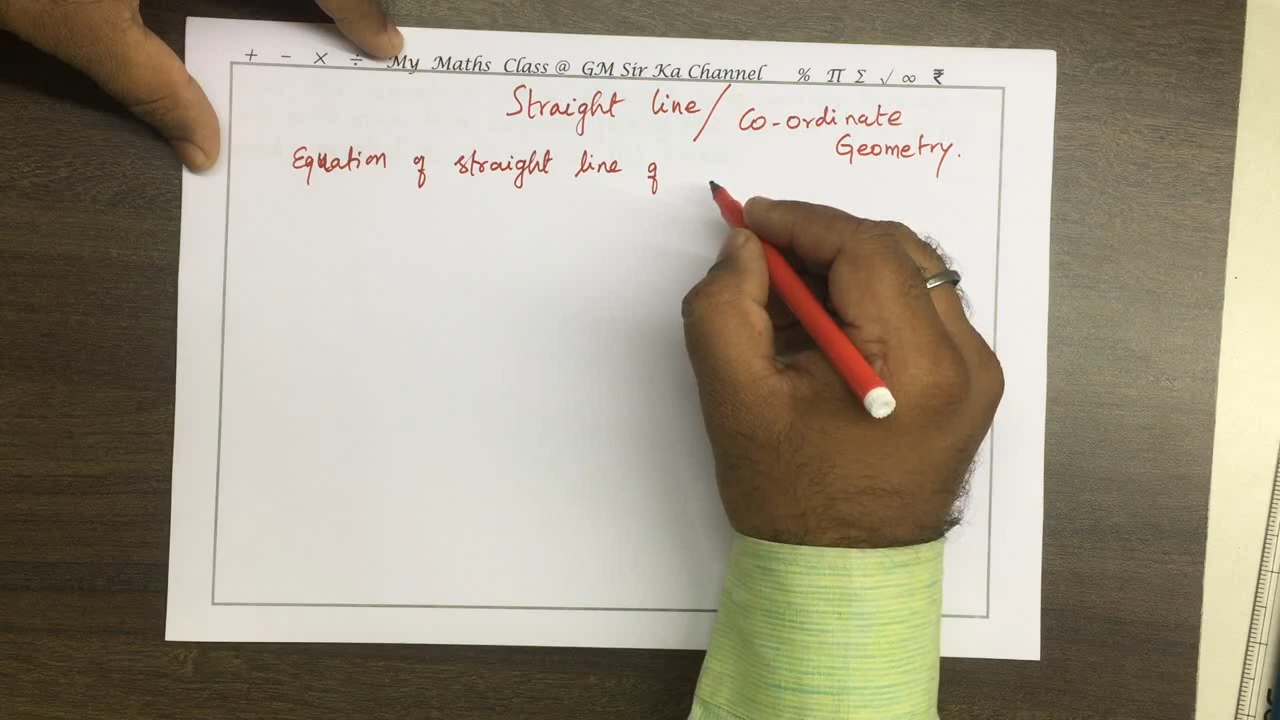 + - × ÷ My Maths Class @ GM Sir Ka Channel % Π Σ √ ∞ ₹
Straight line / Co-ordinate
Geometry.
Equation of straight line of